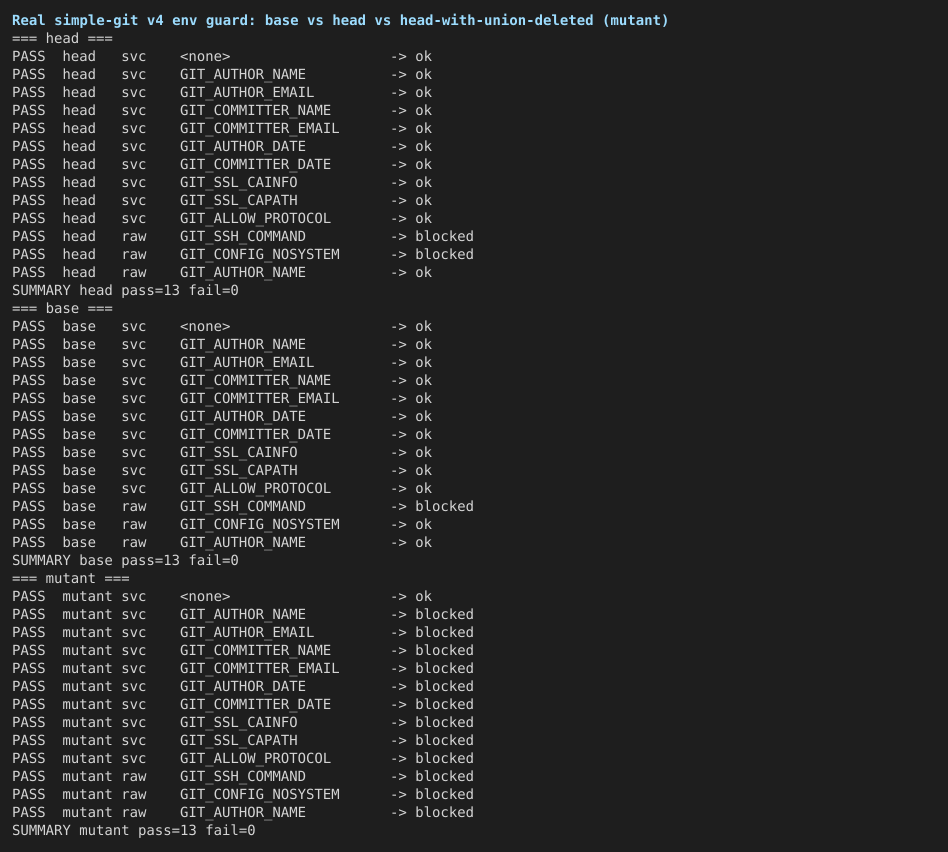 Real simple-git v4 env guard: base vs head vs head-with-union-deleted (mutant)
=== head ===
PASS  head   svc    <none>                   -> ok
PASS  head   svc    GIT_AUTHOR_NAME          -> ok
PASS  head   svc    GIT_AUTHOR_EMAIL         -> ok
PASS  head   svc    GIT_COMMITTER_NAME       -> ok
PASS  head   svc    GIT_COMMITTER_EMAIL      -> ok
PASS  head   svc    GIT_AUTHOR_DATE          -> ok
PASS  head   svc    GIT_COMMITTER_DATE       -> ok
PASS  head   svc    GIT_SSL_CAINFO           -> ok
PASS  head   svc    GIT_SSL_CAPATH           -> ok
PASS  head   svc    GIT_ALLOW_PROTOCOL       -> ok
PASS  head   raw    GIT_SSH_COMMAND          -> blocked
PASS  head   raw    GIT_CONFIG_NOSYSTEM      -> blocked
PASS  head   raw    GIT_AUTHOR_NAME          -> ok
SUMMARY head pass=13 fail=0
=== base ===
PASS  base   svc    <none>                   -> ok
PASS  base   svc    GIT_AUTHOR_NAME          -> ok
PASS  base   svc    GIT_AUTHOR_EMAIL         -> ok
PASS  base   svc    GIT_COMMITTER_NAME       -> ok
PASS  base   svc    GIT_COMMITTER_EMAIL      -> ok
PASS  base   svc    GIT_AUTHOR_DATE          -> ok
PASS  base   svc    GIT_COMMITTER_DATE       -> ok
PASS  base   svc    GIT_SSL_CAINFO           -> ok
PASS  base   svc    GIT_SSL_CAPATH           -> ok
PASS  base   svc    GIT_ALLOW_PROTOCOL       -> ok
PASS  base   raw    GIT_SSH_COMMAND          -> blocked
PASS  base   raw    GIT_CONFIG_NOSYSTEM      -> ok
PASS  base   raw    GIT_AUTHOR_NAME          -> ok
SUMMARY base pass=13 fail=0
=== mutant ===
PASS  mutant svc    <none>                   -> ok
PASS  mutant svc    GIT_AUTHOR_NAME          -> blocked
PASS  mutant svc    GIT_AUTHOR_EMAIL         -> blocked
PASS  mutant svc    GIT_COMMITTER_NAME       -> blocked
PASS  mutant svc    GIT_COMMITTER_EMAIL      -> blocked
PASS  mutant svc    GIT_AUTHOR_DATE          -> blocked
PASS  mutant svc    GIT_COMMITTER_DATE       -> blocked
PASS  mutant svc    GIT_SSL_CAINFO           -> blocked
PASS  mutant svc    GIT_SSL_CAPATH           -> blocked
PASS  mutant svc    GIT_ALLOW_PROTOCOL       -> blocked
PASS  mutant raw    GIT_SSH_COMMAND          -> blocked
PASS  mutant raw    GIT_CONFIG_NOSYSTEM      -> blocked
PASS  mutant raw    GIT_AUTHOR_NAME          -> blocked
SUMMARY mutant pass=13 fail=0